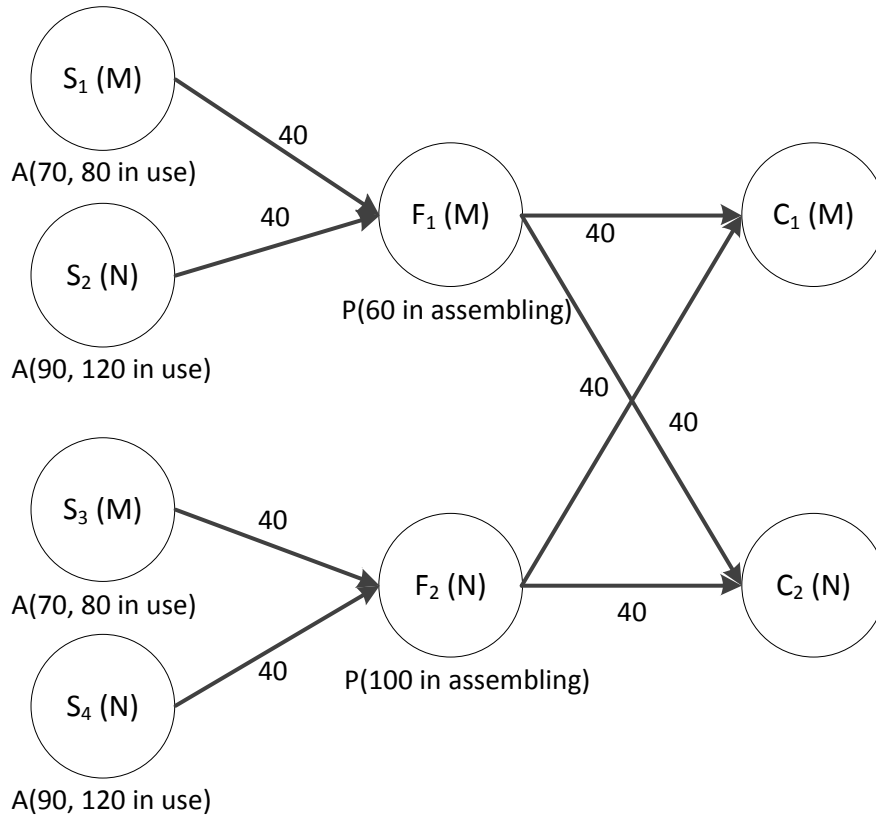 S₁ (M)
A(70, 80 in use)
40
S₂ (N)
A(90, 120 in use)
40
F₁ (M)
P(60 in assembling)
40
C₁ (M)
40
40
S₃ (M)
A(70, 80 in use)
40
S₄ (N)
A(90, 120 in use)
40
F₂ (N)
P(100 in assembling)
40
C₂ (N)